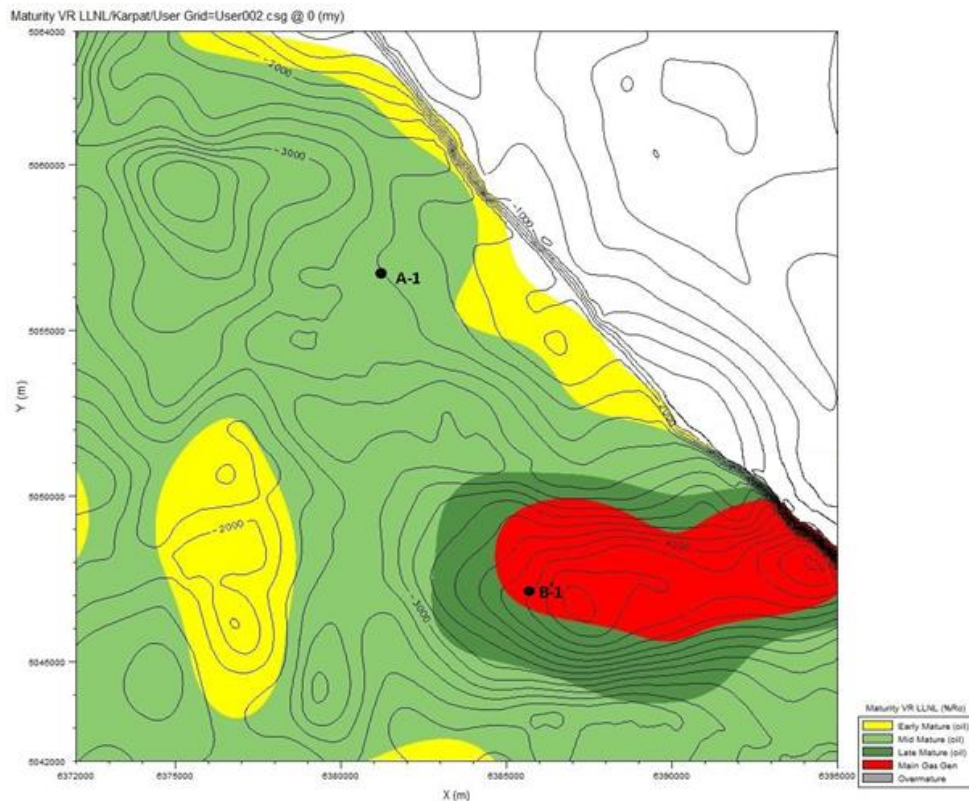 Maturity VR LLNL/Karpat/User Grid=User002.csg @ 0 (my)
5064000
5060000
5055000
5050000
5045000
5042000
Y (m)
-2000
-3000
-1000
A-1
-2000
-3000
B-1
6372000
6375000
6380000
6385000
6390000
6395000
X (m)
Maturity VR LLNL (%Ro)
Early Mature (oil)
Mid Mature (oil)
Late Mature (oil)
Main Gas Gen
Overmature